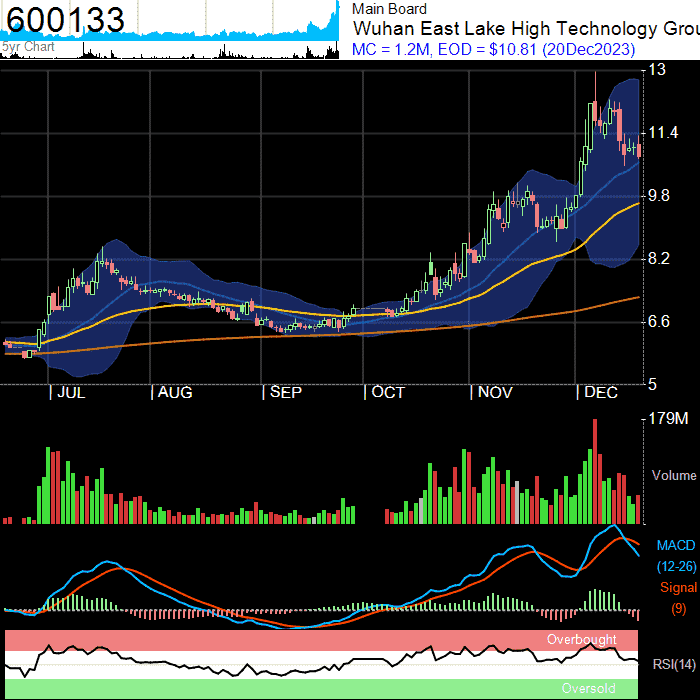 600133
5yr Chart
Main Board
Wuhan East Lake High Technology Grou
MC = 1.2M, EOD = $10.81 (20Dec2023)
13
11.4
9.8
8.2
6.6
5
JUL AUG SEP OCT NOV DEC
179M
Volume
MACD
(12-26)
Signal
(9)
Overbought
RSI(14)
Oversold